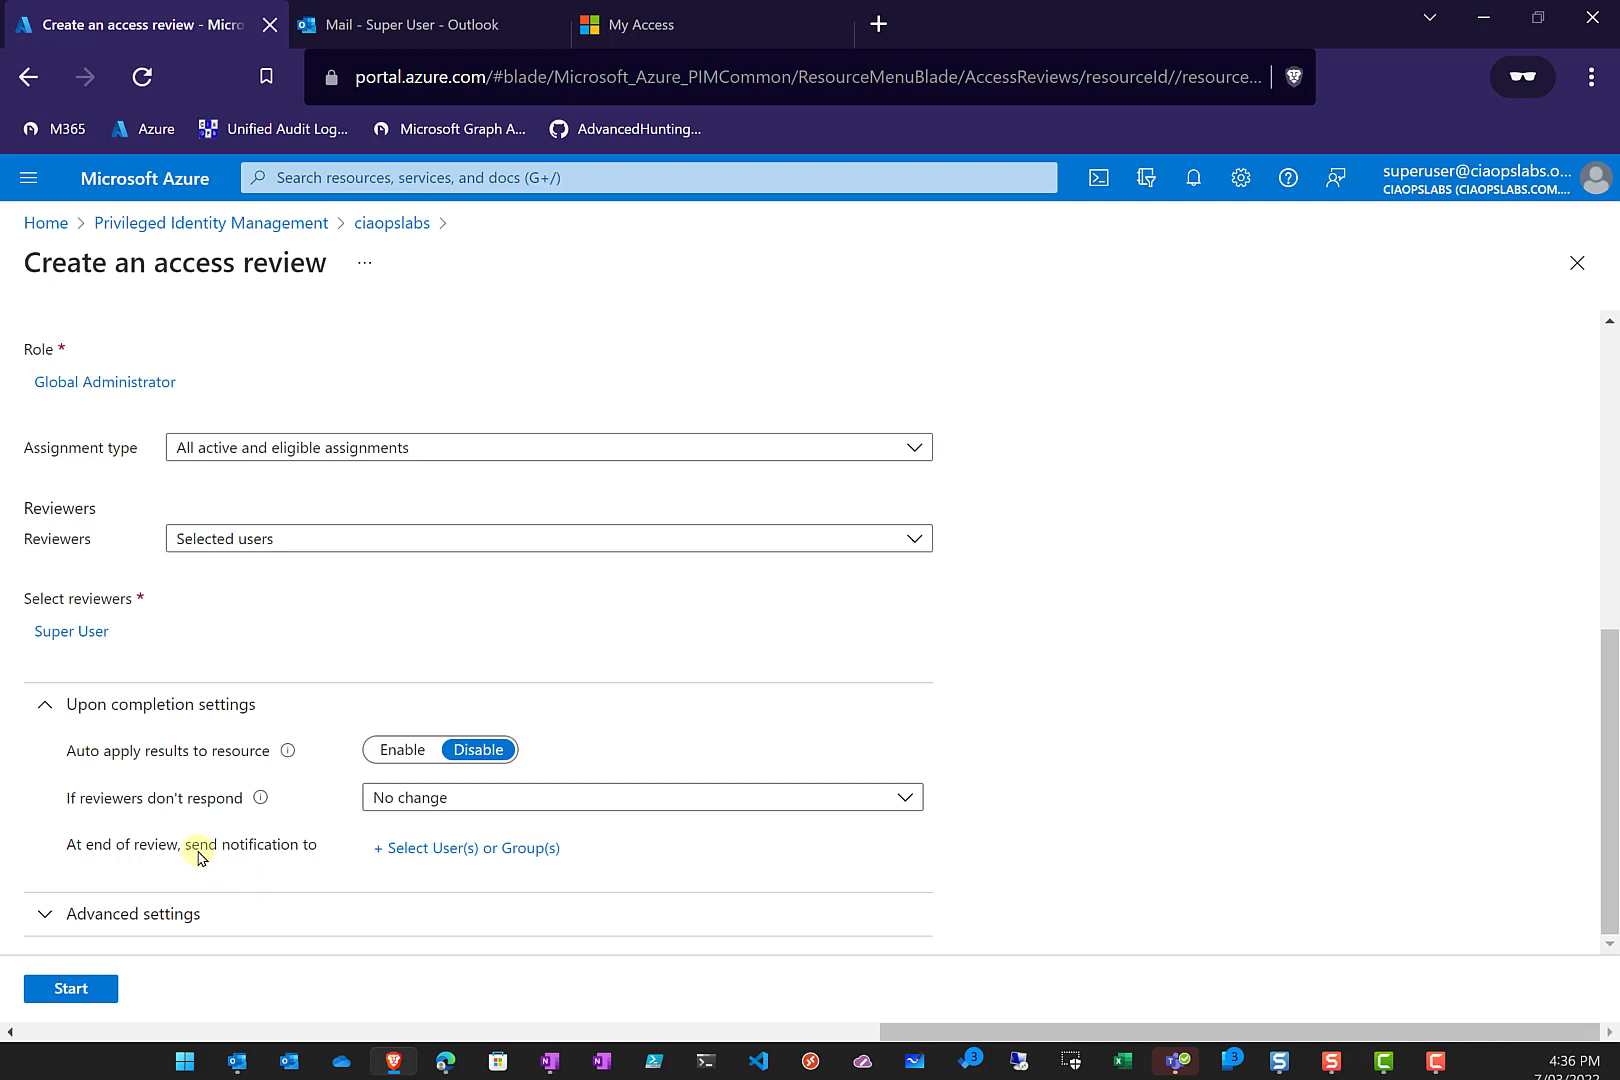 Create an access review - Micro
Mail - Super User - Outlook
My Access
portal.azure.com/#blade/Microsoft_Azure_PIMCommon/ResourceMenuBlade/AccessReviews/resourceId//resource...
M365
Azure
Unified Audit Log...
Microsoft Graph A...
AdvancedHunting...
Microsoft Azure
Search resources, services, and docs (G+/)
superuser@ciaopslabs.o...
CIAOPSLABS (CIAOPSLABS.COM....
Home > Privileged Identity Management > ciaopslabs >
Create an access review ...
Role *
Global Administrator
Assignment type
All active and eligible assignments
Reviewers
Reviewers
Selected users
Select reviewers *
Super User
Upon completion settings
Auto apply results to resource
Enable
Disable
If reviewers don't respond
No change
At end of review, send notification to
+ Select User(s) or Group(s)
Advanced settings
Start
3
3
4:36 PM
7/03/2022